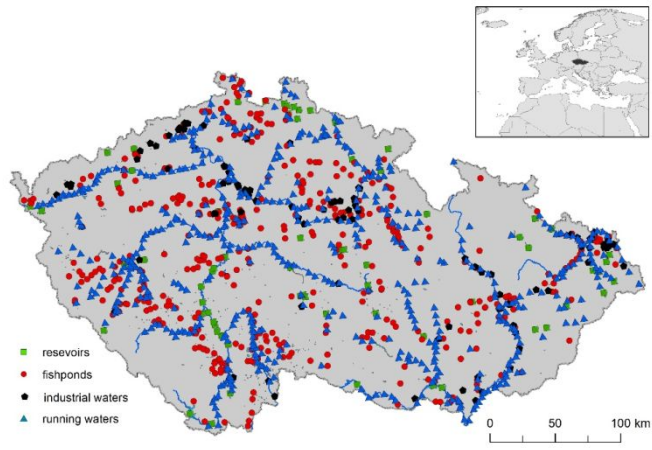 resevoirs
fishponds
industrial waters
running waters
0 50 100 km